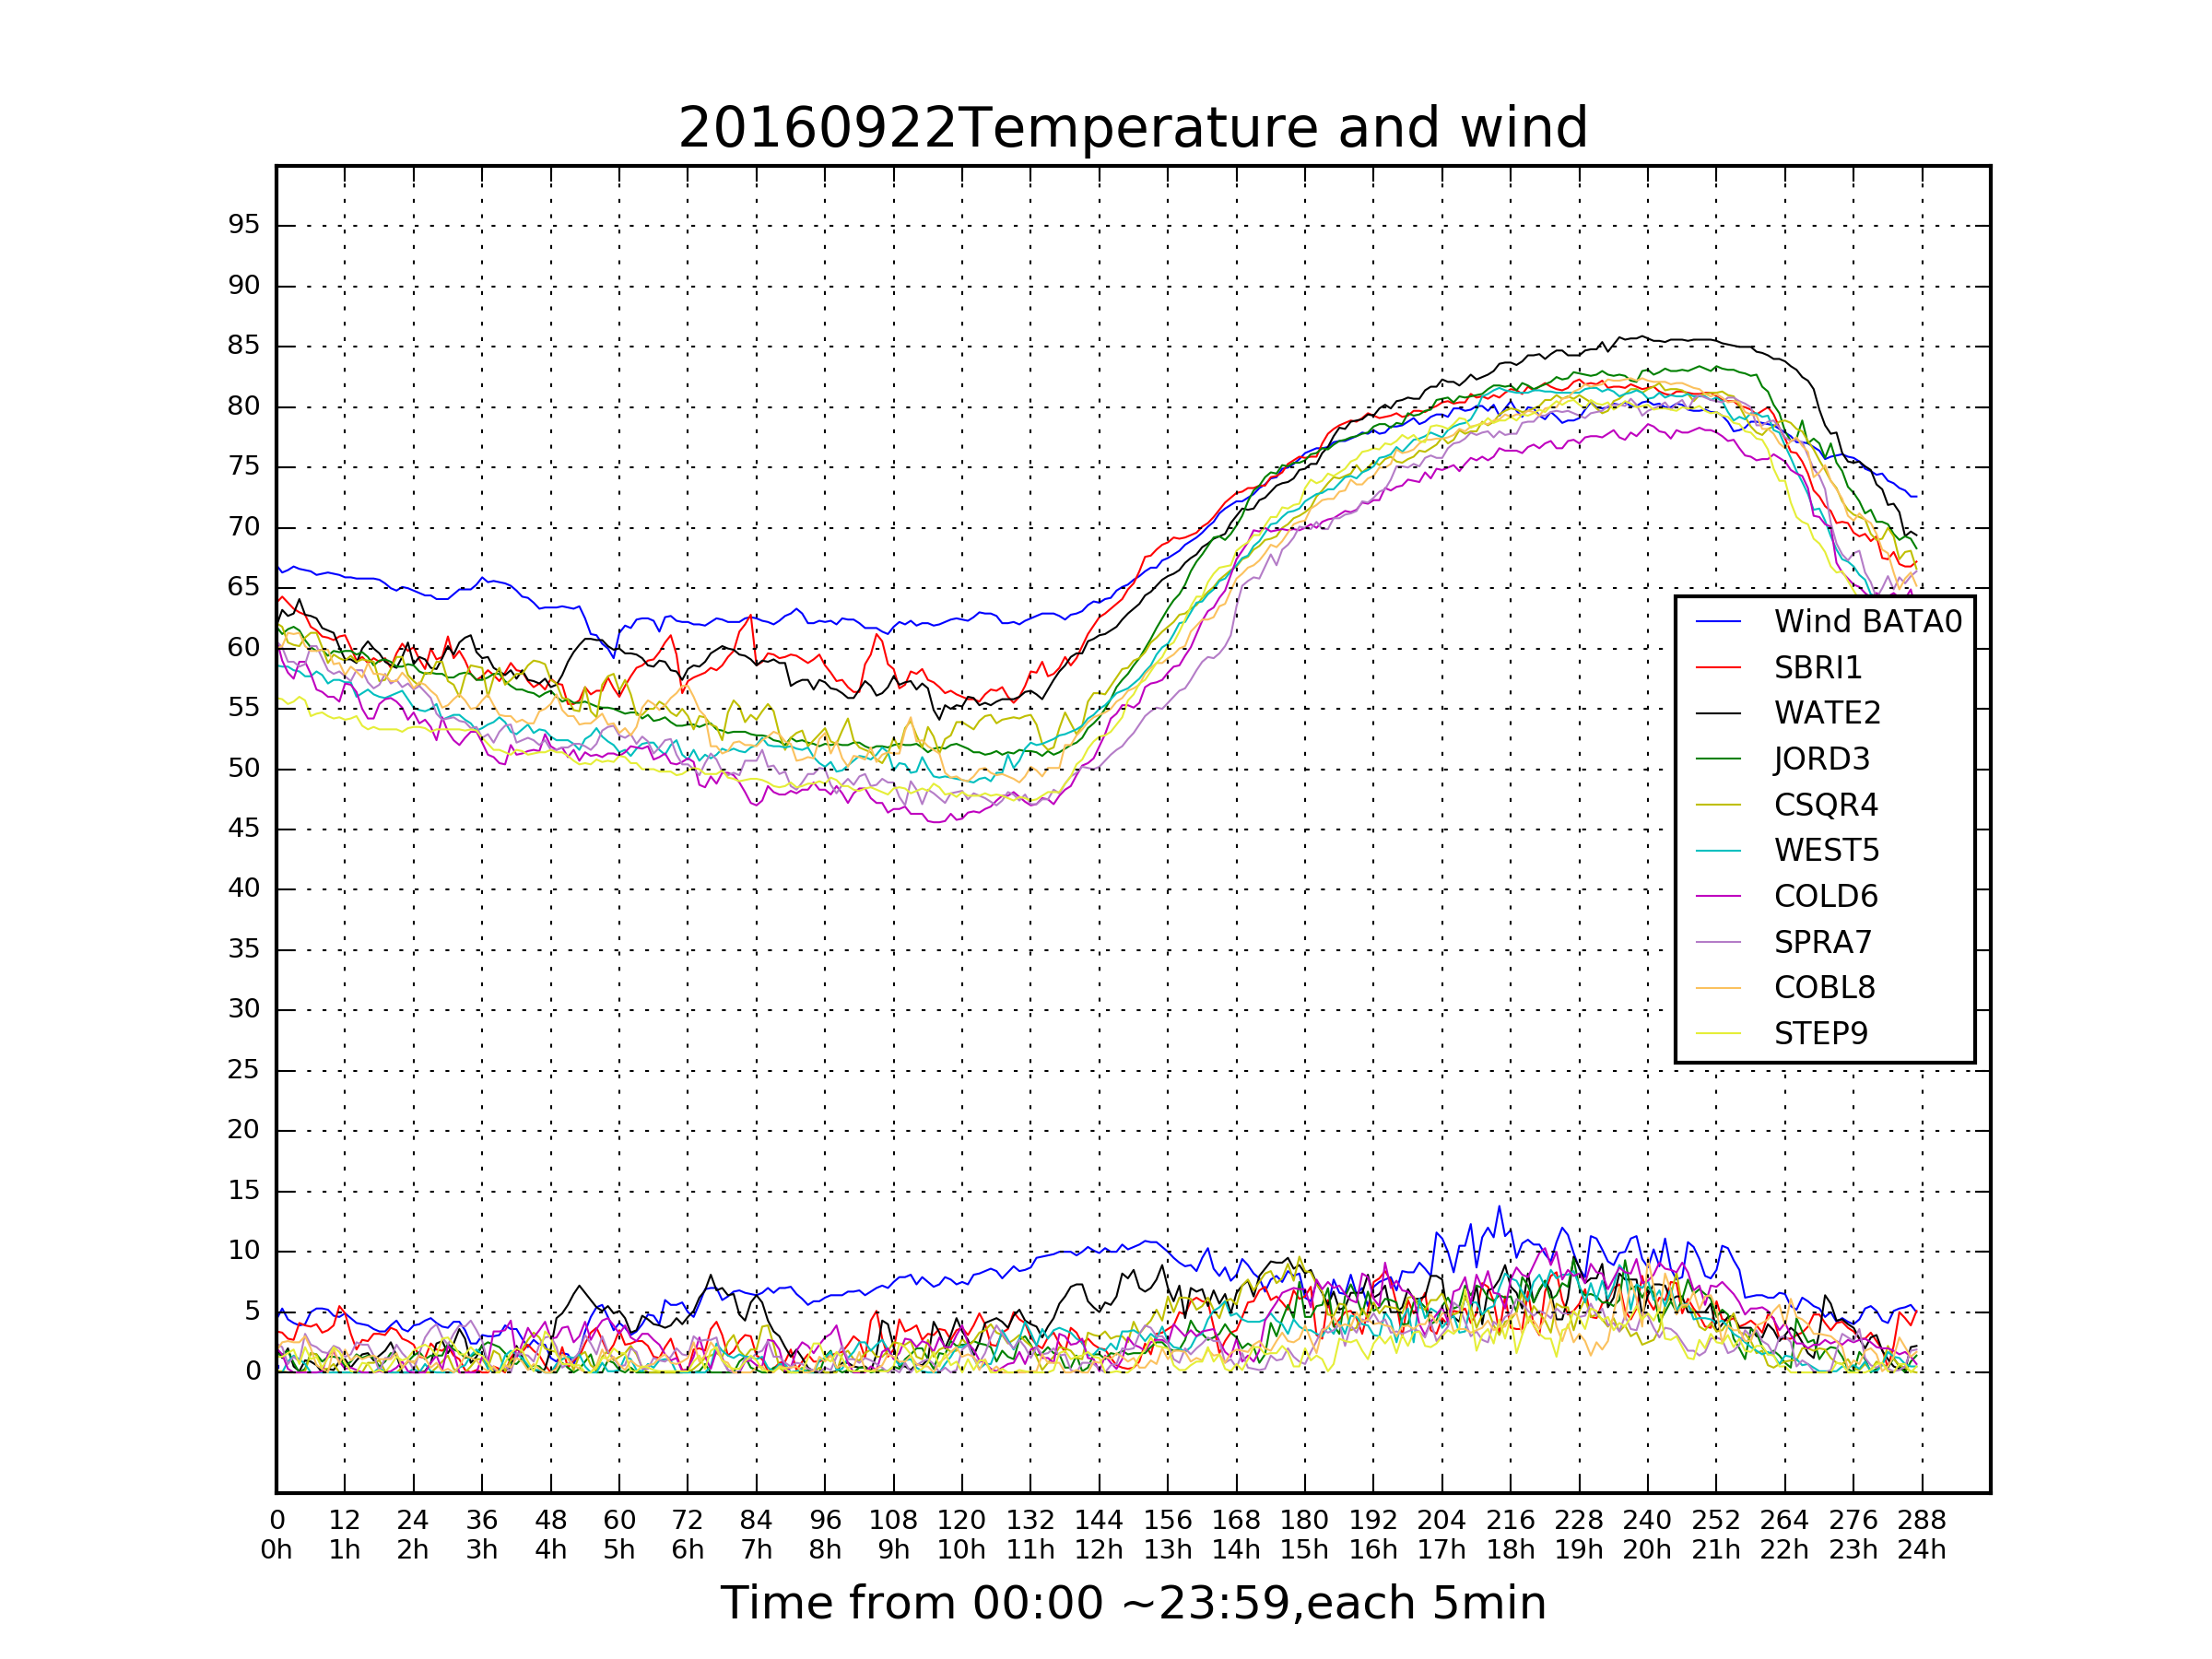 20160922Temperature and wind
95
90
85
80
75
70
65
60
55
50
45
40
35
30
25
20
15
10
5
0
Wind BATA0
SBRI1
WATE2
JORD3
CSQR4
WEST5
COLD6
SPRA7
COBL8
STEP9
0 12 24 36 48 60 72 84 96 108 120 132 144 156 168 180 192 204 216 228 240 252 264 276 288
0h 1h 2h 3h 4h 5h 6h 7h 8h 9h 10h 11h 12h 13h 14h 15h 16h 17h 18h 19h 20h 21h 22h 23h 24h
Time from 00:00 ~23:59,each 5min